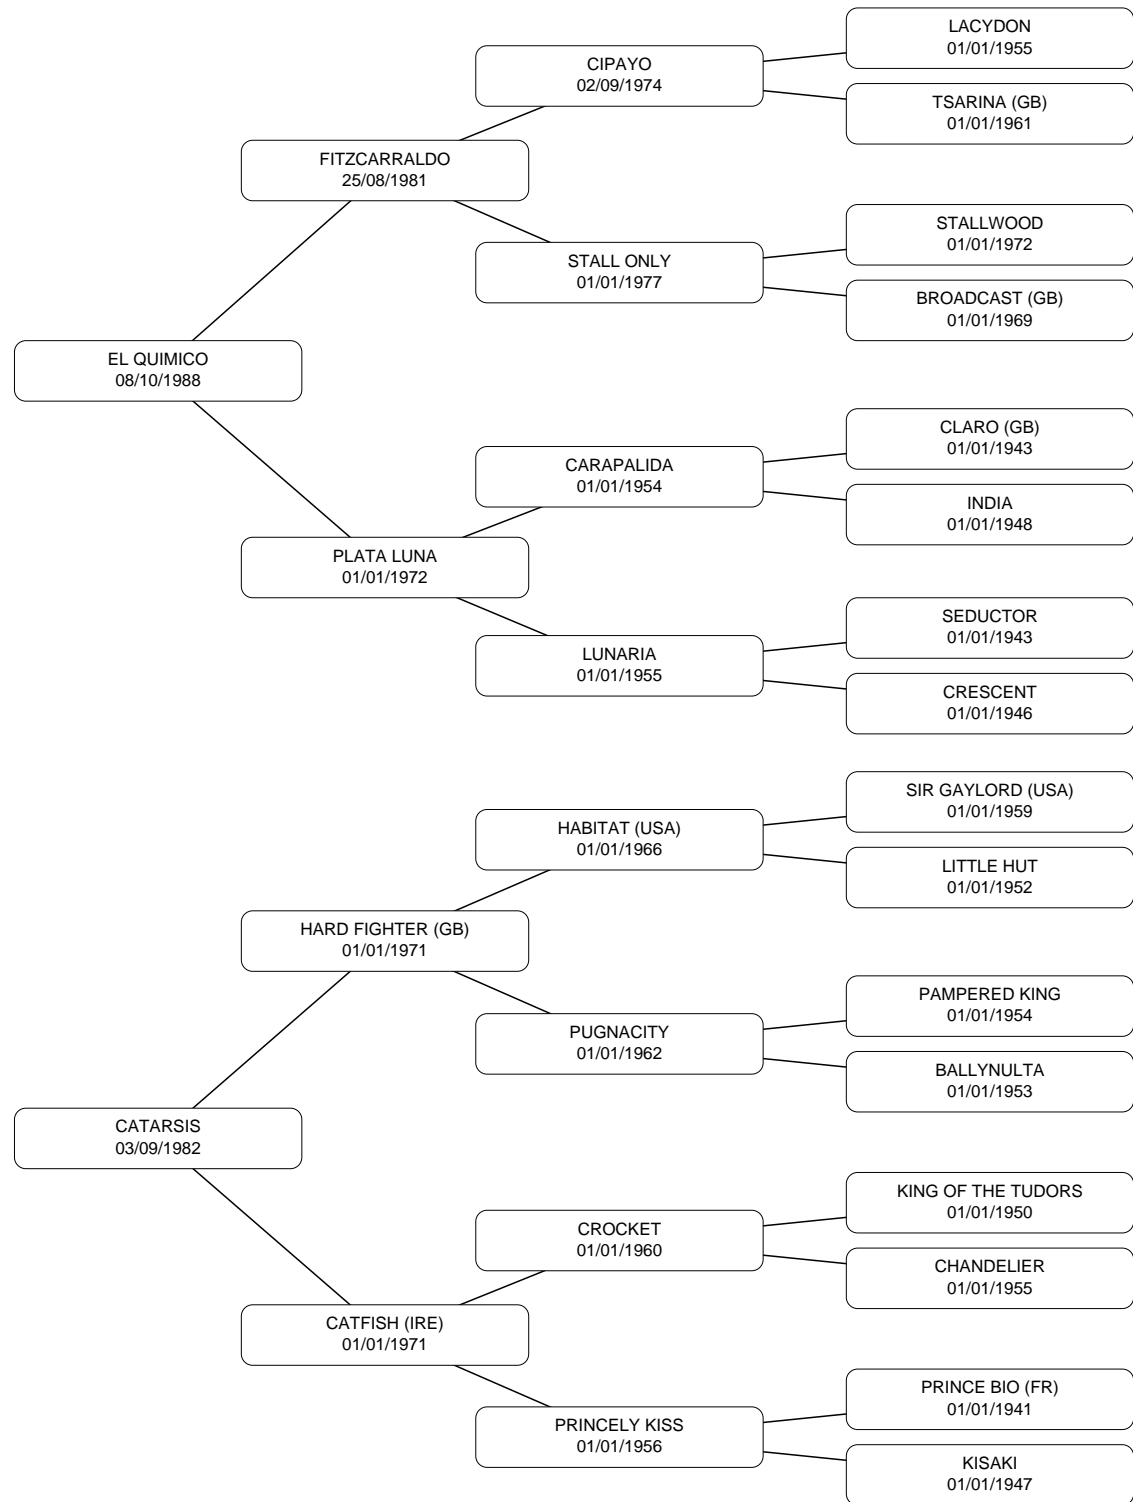 LACYDON
01/01/1955
CIPAYO
02/09/1974
TSARINA (GB)
01/01/1961
FITZCARRALDO
25/08/1981
STALLWOOD
01/01/1972
STALL ONLY
01/01/1977
BROADCAST (GB)
01/01/1969
EL QUIMICO
08/10/1988
CLARO (GB)
01/01/1943
CARAPALIDA
01/01/1954
INDIA
01/01/1948
PLATA LUNA
01/01/1972
SEDUCTOR
01/01/1943
LUNARIA
01/01/1955
CRESCENT
01/01/1946
SIR GAYLORD (USA)
01/01/1959
HABITAT (USA)
01/01/1966
LITTLE HUT
01/01/1952
HARD FIGHTER (GB)
01/01/1971
PAMPERED KING
01/01/1954
PUGNACITY
01/01/1962
BALLYNULTA
01/01/1953
CATARSIS
03/09/1982
KING OF THE TUDORS
01/01/1950
CROCKET
01/01/1960
CHANDELIER
01/01/1955
CATFISH (IRE)
01/01/1971
PRINCE BIO (FR)
01/01/1941
PRINCELY KISS
01/01/1956
KISAKI
01/01/1947